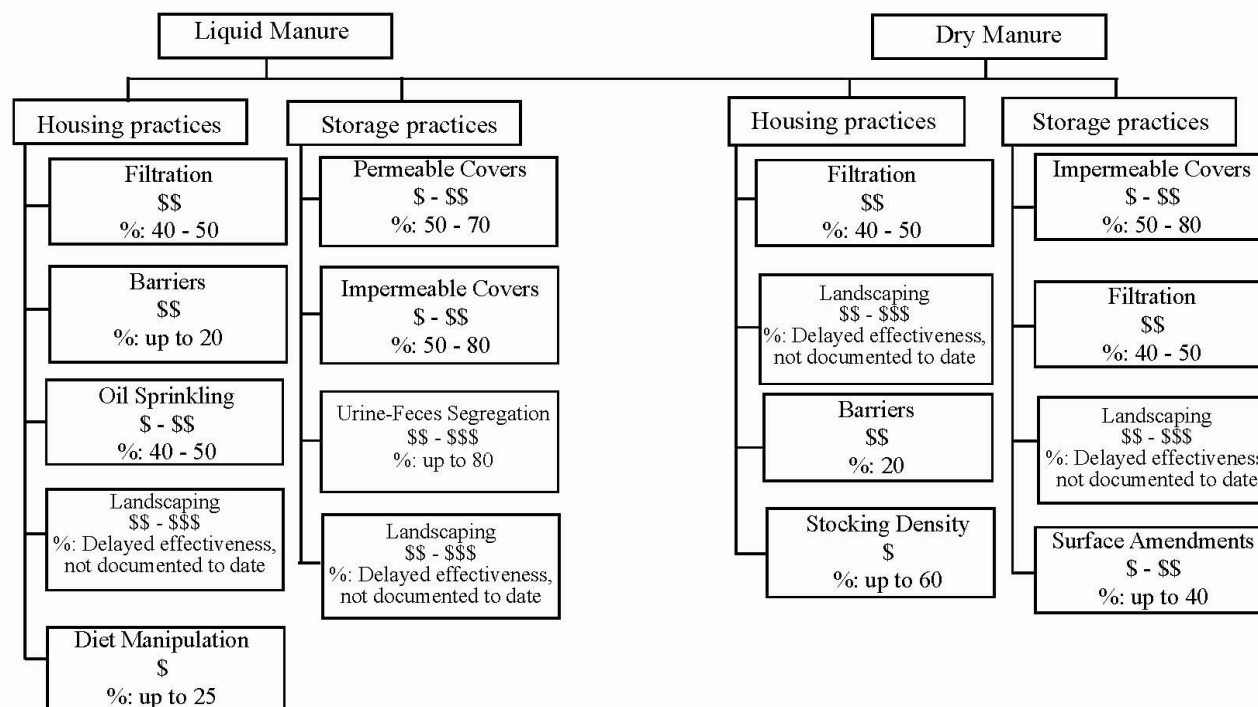 Liquid Manure
Dry Manure
Housing practices
Storage practices
Housing practices
Storage practices
Filtration
$$
%: 40 - 50
Barriers
$$
%: up to 20
Oil Sprinkling
$ - $$
%: 40 - 50
Landscaping
$$ - $$$
%: Delayed effectiveness,
not documented to date
Diet Manipulation
$
%: up to 25
Permeable Covers
$ - $$
%: 50 - 70
Impermeable Covers
$ - $$
%: 50 - 80
Urine-Feces Segregation
$$ - $$$
%: up to 80
Landscaping
$$ - $$$
%: Delayed effectiveness,
not documented to date
Filtration
$$
%: 40 - 50
Landscaping
$$ - $$$
%: Delayed effectiveness,
not documented to date
Barriers
$$
%: 20
Stocking Density
$
%: up to 60
Impermeable Covers
$ - $$
%: 50 - 80
Filtration
$$
%: 40 - 50
Landscaping
$$ - $$$
%: Delayed effectiveness
not documented to date
Surface Amendments
$ - $$
%: up to 40